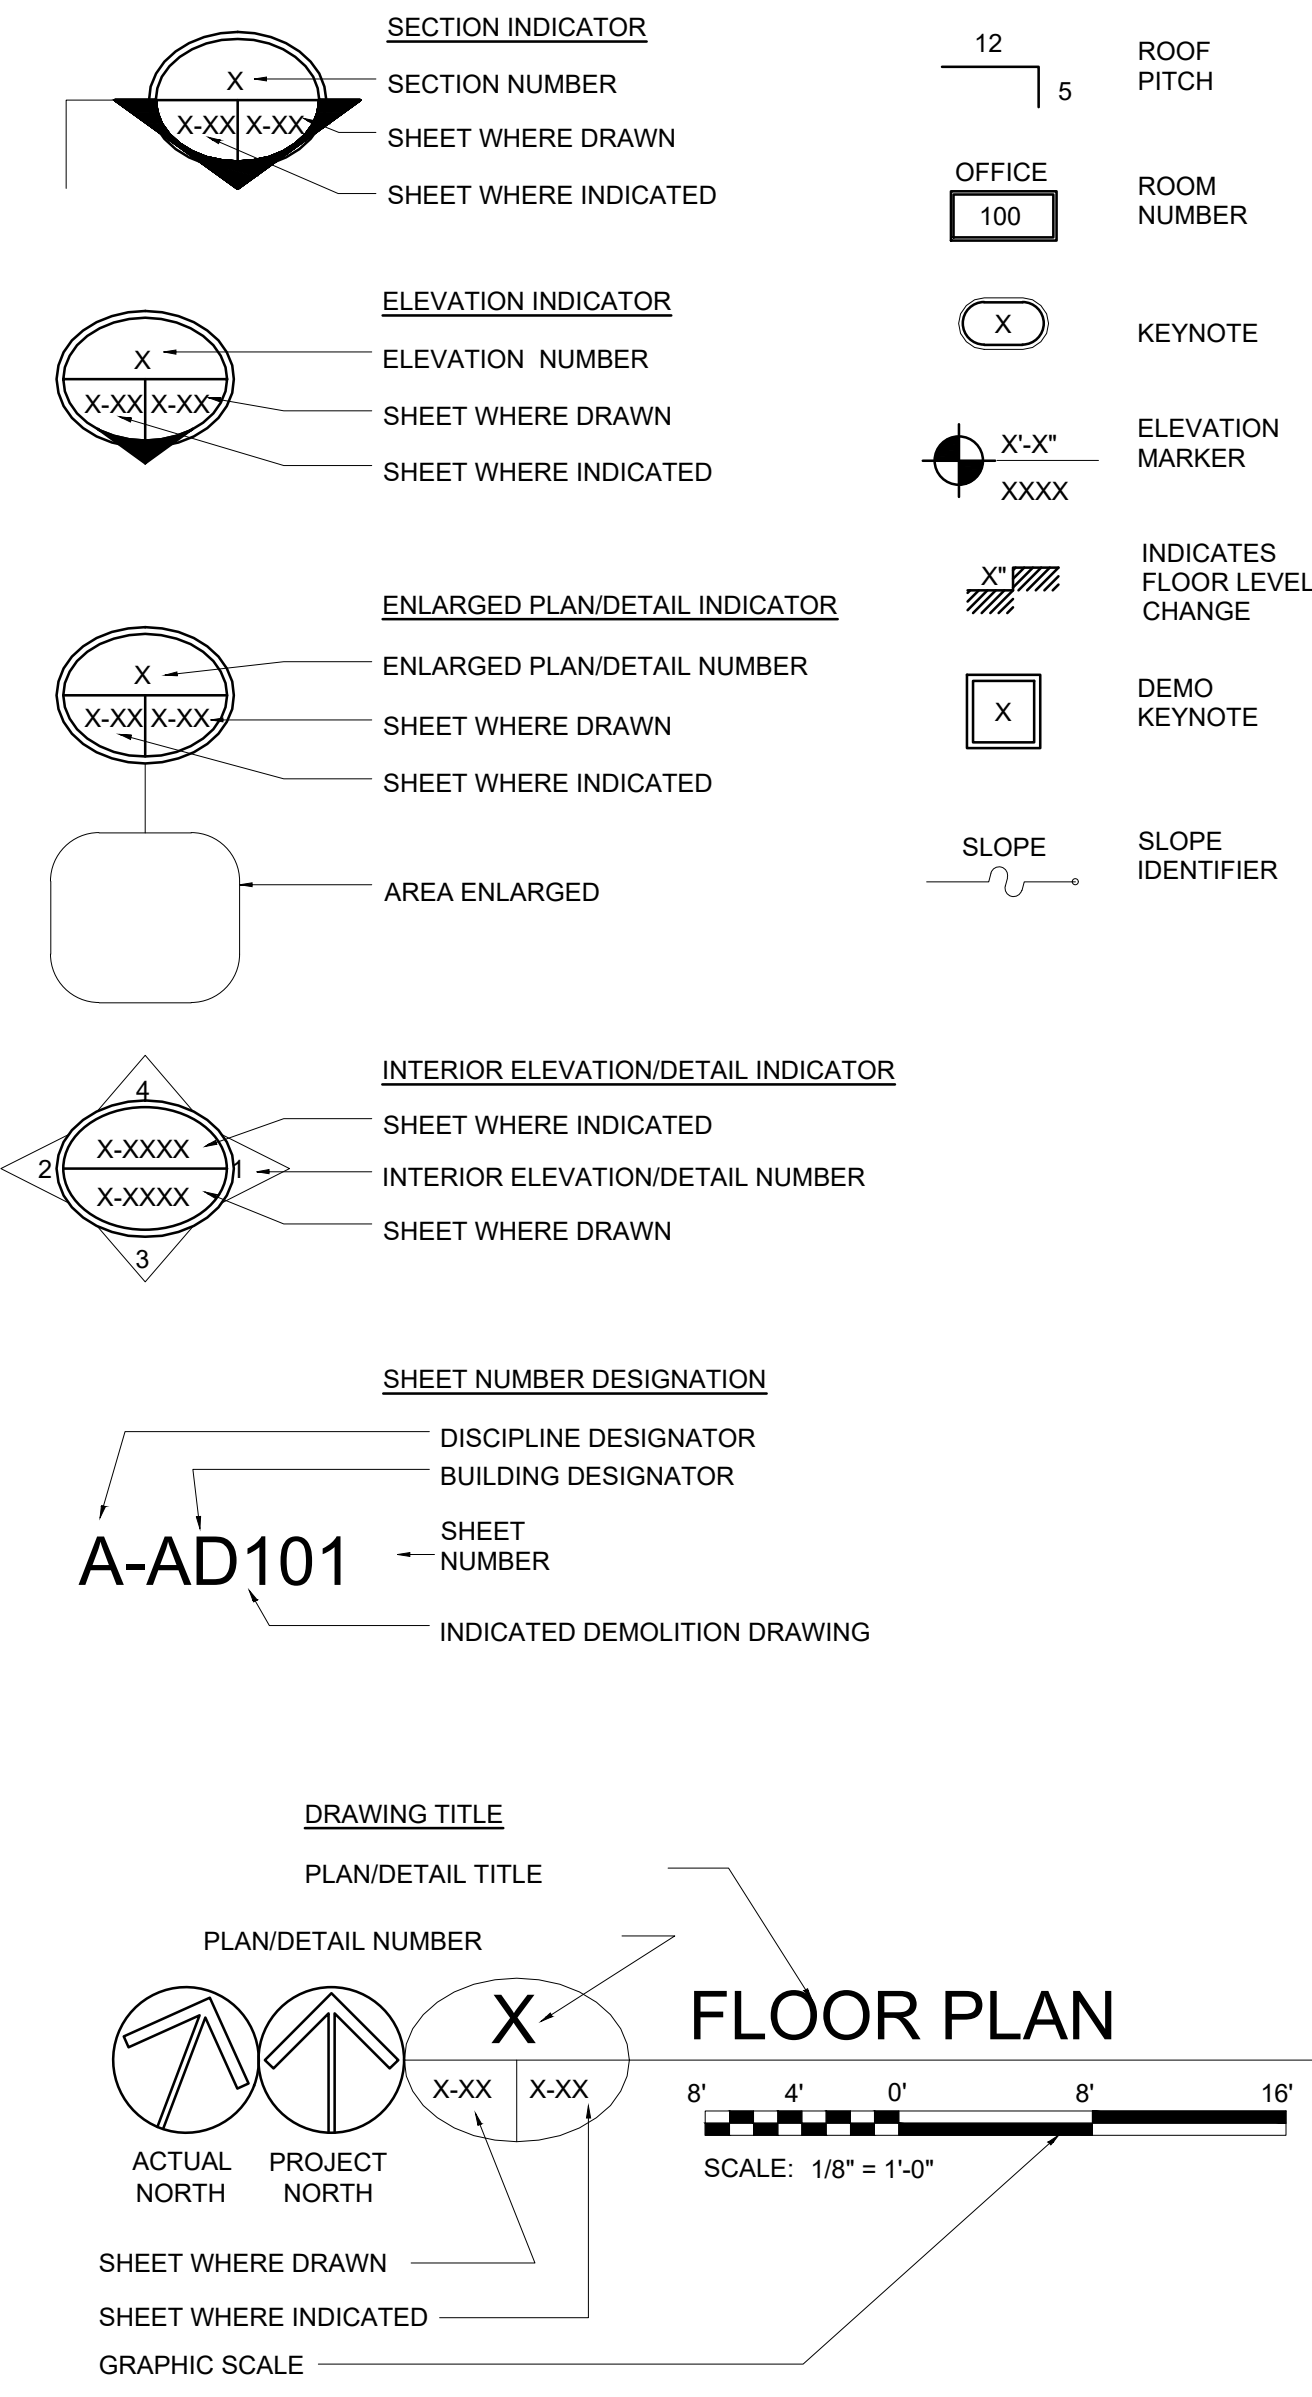 SECTION INDICATOR
X
SECTION NUMBER
X-XX X-XX
SHEET WHERE DRAWN
SHEET WHERE INDICATED
ELEVATION INDICATOR
X
ELEVATION NUMBER
X-XX X-XX
SHEET WHERE DRAWN
SHEET WHERE INDICATED
ENLARGED PLAN/DETAIL INDICATOR
X
ENLARGED PLAN/DETAIL NUMBER
X-XX X-XX
SHEET WHERE DRAWN
SHEET WHERE INDICATED
AREA ENLARGED
INTERIOR ELEVATION/DETAIL INDICATOR
4
SHEET WHERE INDICATED
X-XXXX
2
1
INTERIOR ELEVATION/DETAIL NUMBER
X-XXXX
SHEET WHERE DRAWN
3
12
5
ROOF
PITCH
OFFICE
100
ROOM
NUMBER
X
KEYNOTE
X'-X"
XXXX
ELEVATION
MARKER
X"
INDICATES
FLOOR LEVEL
CHANGE
X
DEMO
KEYNOTE
SLOPE
SLOPE
IDENTIFIER
SHEET NUMBER DESIGNATION
DISCIPLINE DESIGNATOR
BUILDING DESIGNATOR
A-AD101
SHEET
NUMBER
INDICATED DEMOLITION DRAWING
DRAWING TITLE
PLAN/DETAIL TITLE
PLAN/DETAIL NUMBER
X
FLOOR PLAN
X-XX X-XX
8' 4' 0' 8' 16'
SCALE: 1/8" = 1'-0"
ACTUAL
NORTH
PROJECT
NORTH
SHEET WHERE DRAWN
SHEET WHERE INDICATED
GRAPHIC SCALE